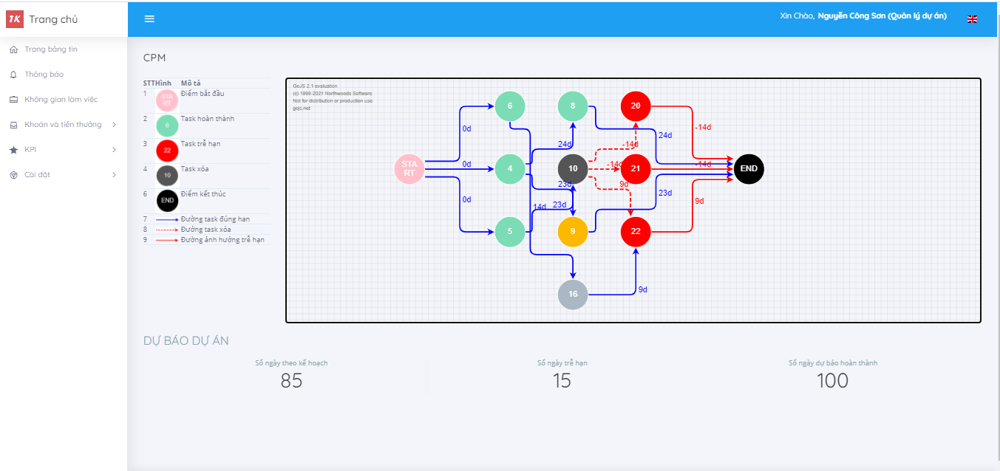 TK Trang chủ
Xin Chào, Nguyễn Công Sơn (Quản lý dự án)
Trang bảng tin
Thông báo
Không gian làm việc
Khoán và tiền thưởng
KPI
Cài đặt
CPM
STT Hình Mô tả
1 START Điểm bắt đầu
2 6 Task hoàn thành
3 22 Task trễ hạn
4 10 Task xóa
6 END Điểm kết thúc
7 Đường task đúng hạn
8 Đường task xóa
9 Đường ảnh hưởng trễ hạn
GoJS 2.1 evaluation
(c) 1998-2021 Northwoods Software
Not for distribution or production use
gojs.net
6
8
20
0d
-14d
24d
24d
-14d
STA
RT
0d
4
10
-14d
21
-14d
END
23d
9d
23d
0d
14d
23d
9d
5
9
22
16
9d
DỰ BÁO DỰ ÁN
Số ngày theo kế hoạch
85
Số ngày trễ hạn
15
Số ngày dự báo hoàn thành
100